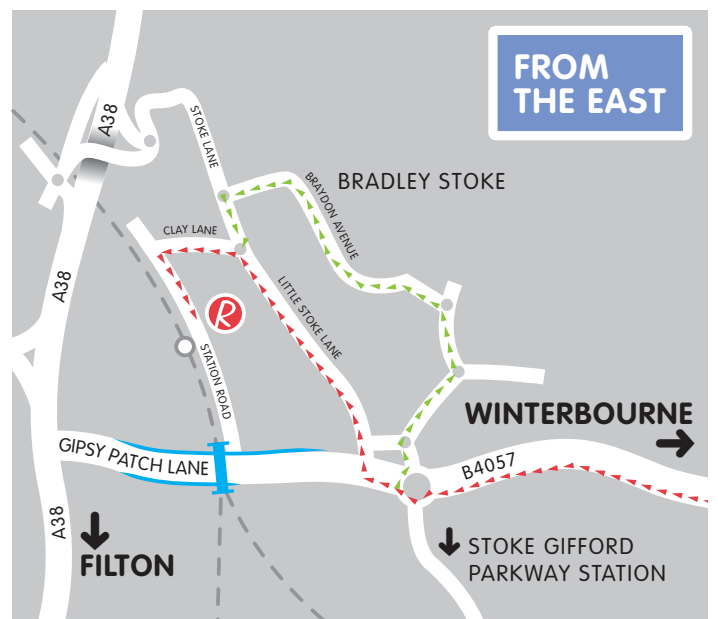 FROM
THE EAST
A38
STOKE LANE
BRADLEY STOKE
BRAYDON AVENUE
CLAY LANE
A38
LITTLE STOKE LANE
R
STATION ROAD
WINTERBOURNE
GIPSY PATCH LANE
B4057
A38
FILTON
STOKE GIFFORD
PARKWAY STATION